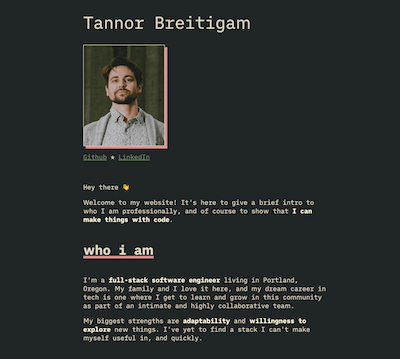 Tannor Breitigam
Github ★ LinkedIn
Hey there 👋
Welcome to my website! It's here to give a brief intro to
who I am professionally, and of course to show that I can
make things with code.
who i am
I'm a full-stack software engineer living in Portland,
Oregon. My family and I love it here, and my dream career in
tech is one where I get to learn and grow in this community
as part of an intimate and highly collaborative team.
My biggest strengths are adaptability and willingness to
explore new things. I've yet to find a stack I can't make
myself useful in, and quickly.